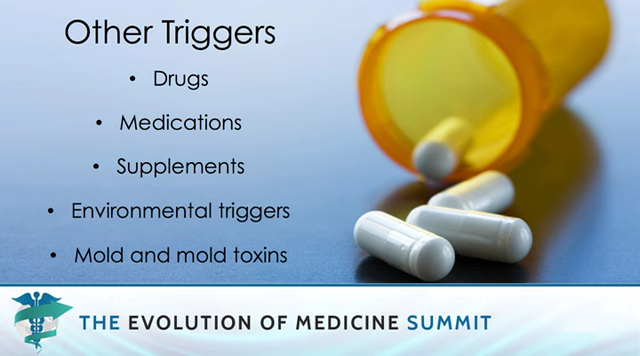 Other Triggers
• Drugs
• Medications
• Supplements
• Environmental triggers
• Mold and mold toxins
THE EVOLUTION OF MEDICINE SUMMIT